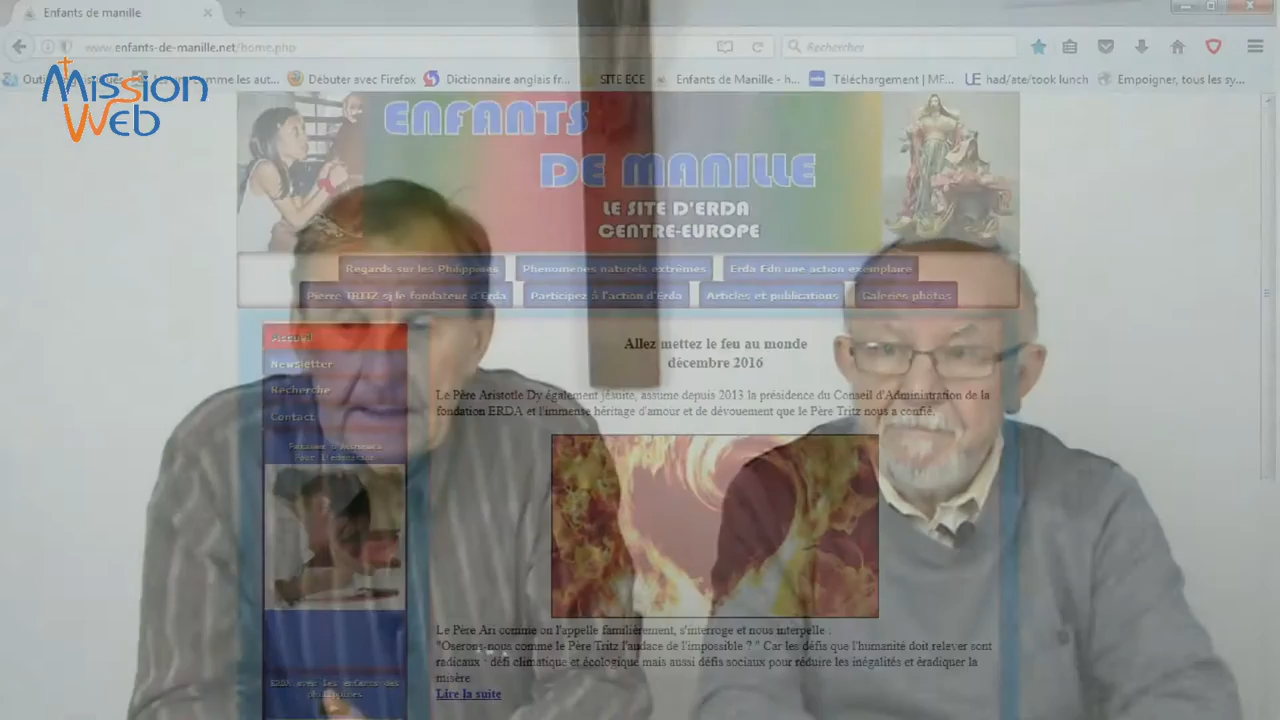 Enfants de manille
www.enfants-de-manille.net/home.php
Rechercher
Débuter avec Firefox
Dictionnaire anglais fr...
SITE ECE
Enfants de Manille - h...
Téléchargement | MF...
had/ate/took lunch
Empoigner, tous les sy...
Mission
Web
ENFANTS
DE MANILLE
LE SITE D'ERDA
CENTRE-EUROPE
Regards sur les Philippines
Phenomenes naturels extrêmes
Erda Fdn une action exemplaire
Pierre TRITZ sj le fondateur d'Erda
Participez à l'action d'Erda
Articles et publications
Galeries photos
Accueil
Newsletter
Recherche
Contact
Allez mettez le feu au monde
décembre 2016
Le Père Aristotle Dy également jésuite, assume depuis 2013 la présidence du Conseil d'Administration de la
fondation ERDA et l'immense héritage d'amour et de dévouement que le Père Tritz nous a confié.
Le Père Ari comme on l'appelle familièrement, s'interroge et nous interpelle :
"Oserons-nous comme le Père Tritz l'audace de l'impossible ? " Car les défis que l'humanité doit relever sont
radicaux : défi climatique et écologique mais aussi défis sociaux pour réduire les inégalités et éradiquer la
misère
Lire la suite
ERDA avec les enfants des
philippines